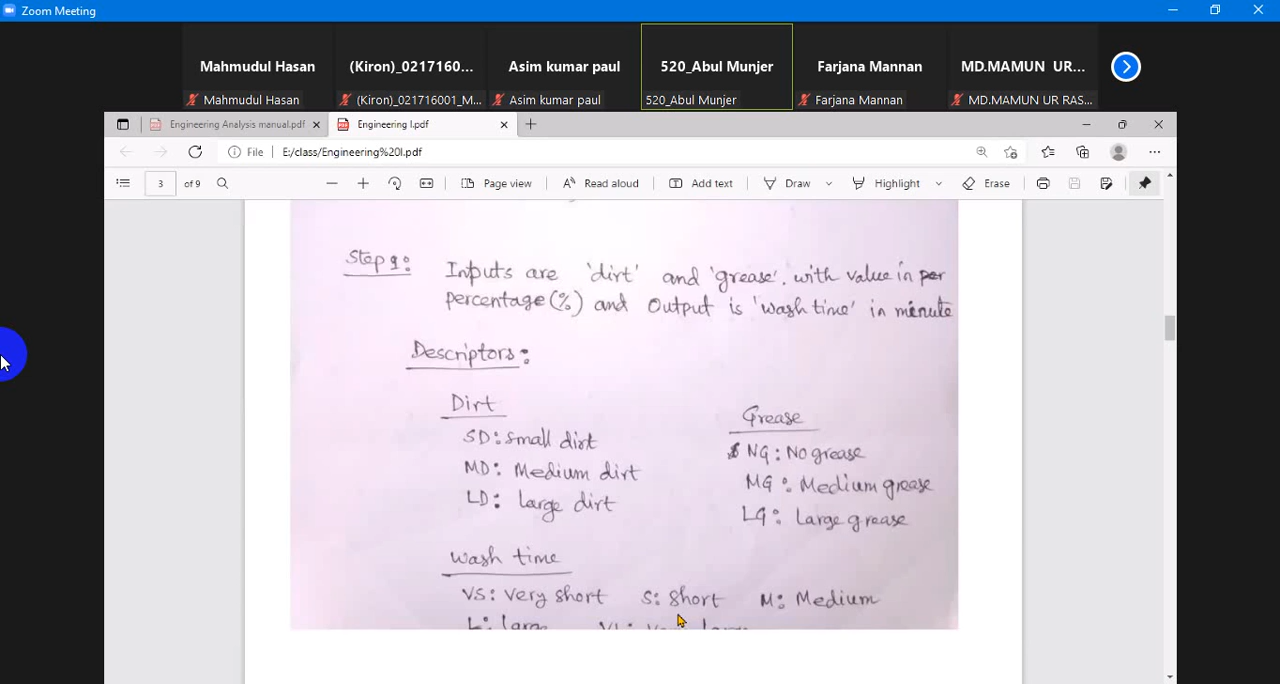 Zoom Meeting
Mahmudul Hasan
(Kiron)_0217160...
Asim kumar paul
520_Abul Munjer
Farjana Mannan
MD.MAMUN UR...
Mahmudul Hasan
(Kiron)_021716001_M...
Asim kumar paul
520_Abul Munjer
Farjana Mannan
MD.MAMUN UR RAS...
Engineering Analysis manual.pdf
Engineering I.pdf
File
E:/class/Engineering%20I.pdf
3 of 9
Page view
Read aloud
Add text
Draw
Highlight
Erase
Step 1:
Inputs are 'dirt' and 'grease', with value in per
percentage (%) and Output is 'wash time' in minute
Descriptors:
Dirt
SD: Small dirt
MD: Medium dirt
LD: large dirt
Grease
NG: No grease
MG: Medium grease
LG: Large grease
Wash time
VS: Very short S: Short M: Medium
L: large VL: Very large